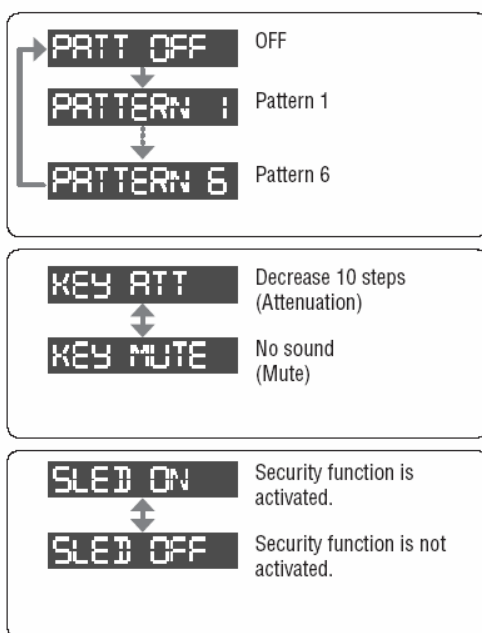 PATT OFF OFF
PATTERN 1 Pattern 1
PATTERN 6 Pattern 6
KEY ATT Decrease 10 steps
(Attenuation)
KEY MUTE No sound
(Mute)
SLED ON Security function is
activated.
SLED OFF Security function is not
activated.